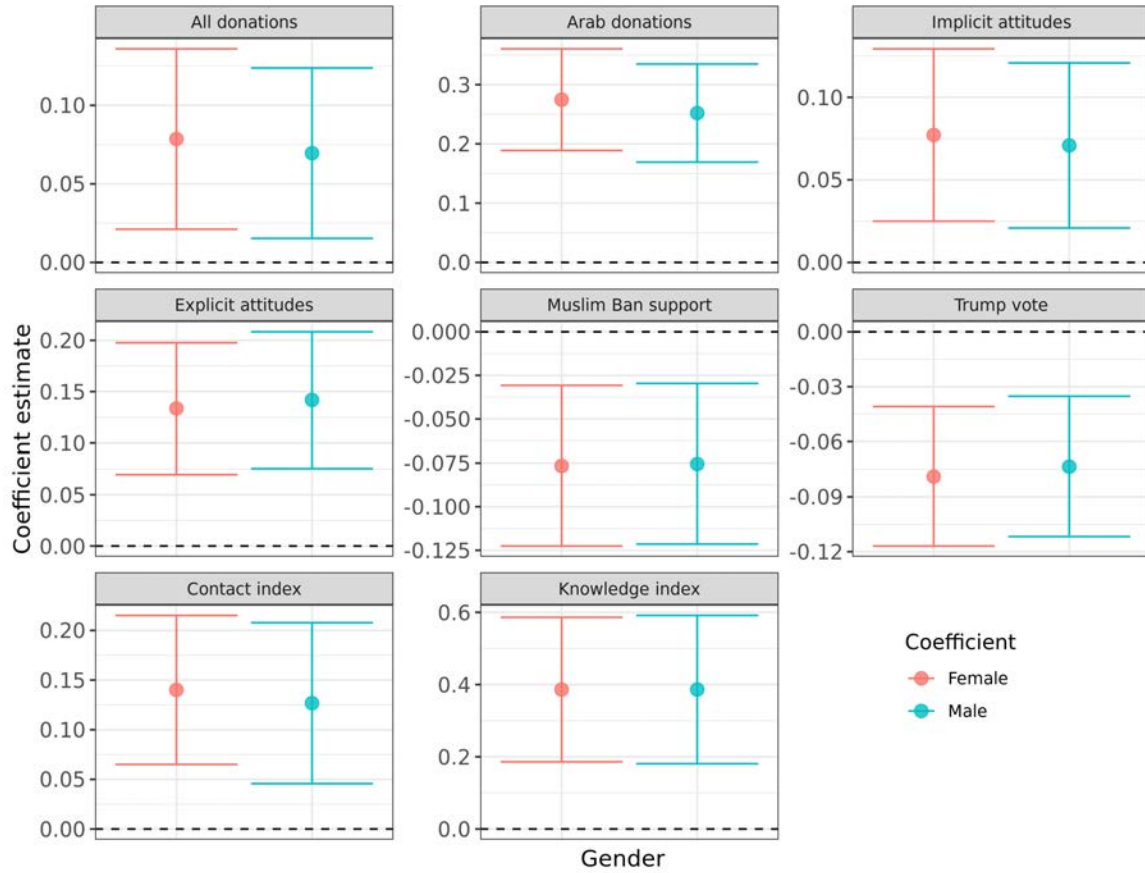 All donations
Arab donations
Implicit attitudes
0.10
0.05
0.00
0.3
0.2
0.1
0.0
0.10
0.05
0.00
Explicit attitudes
Muslim Ban support
Trump vote
Coefficient estimate
0.20
0.15
0.10
0.05
0.00
0.000
-0.025
-0.050
-0.075
-0.100
-0.125
0.00
-0.03
-0.06
-0.09
-0.12
Contact index
Knowledge index
0.20
0.15
0.10
0.05
0.00
0.6
0.4
0.2
0.0
Coefficient
Female
Male
Gender